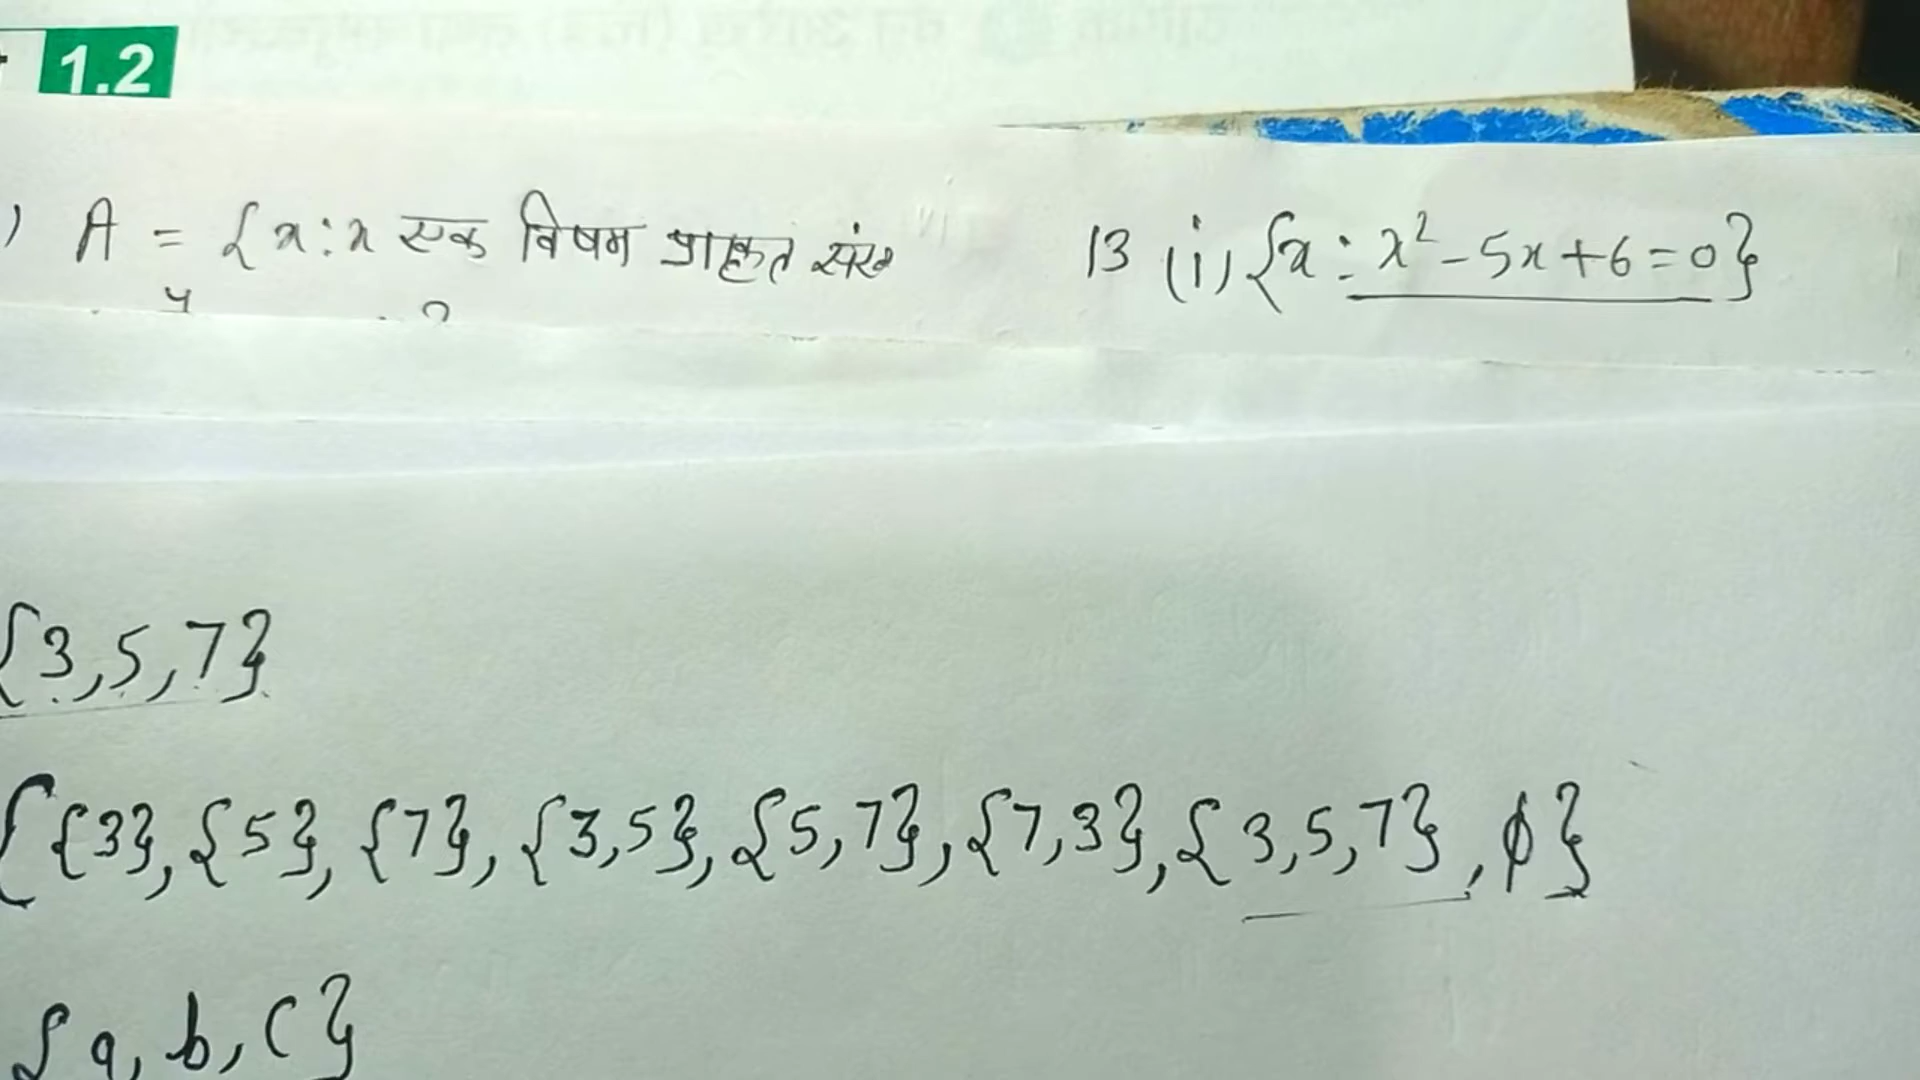 1.2
) A = {x : x एक विषम प्राकृत संख
13 (i) {x : x² - 5x + 6 = 0}
{3, 5, 7}
{{3}, {5}, {7}, {3, 5}, {5, 7}, {7, 3}, {3, 5, 7}, ϕ}
{a, b, c}